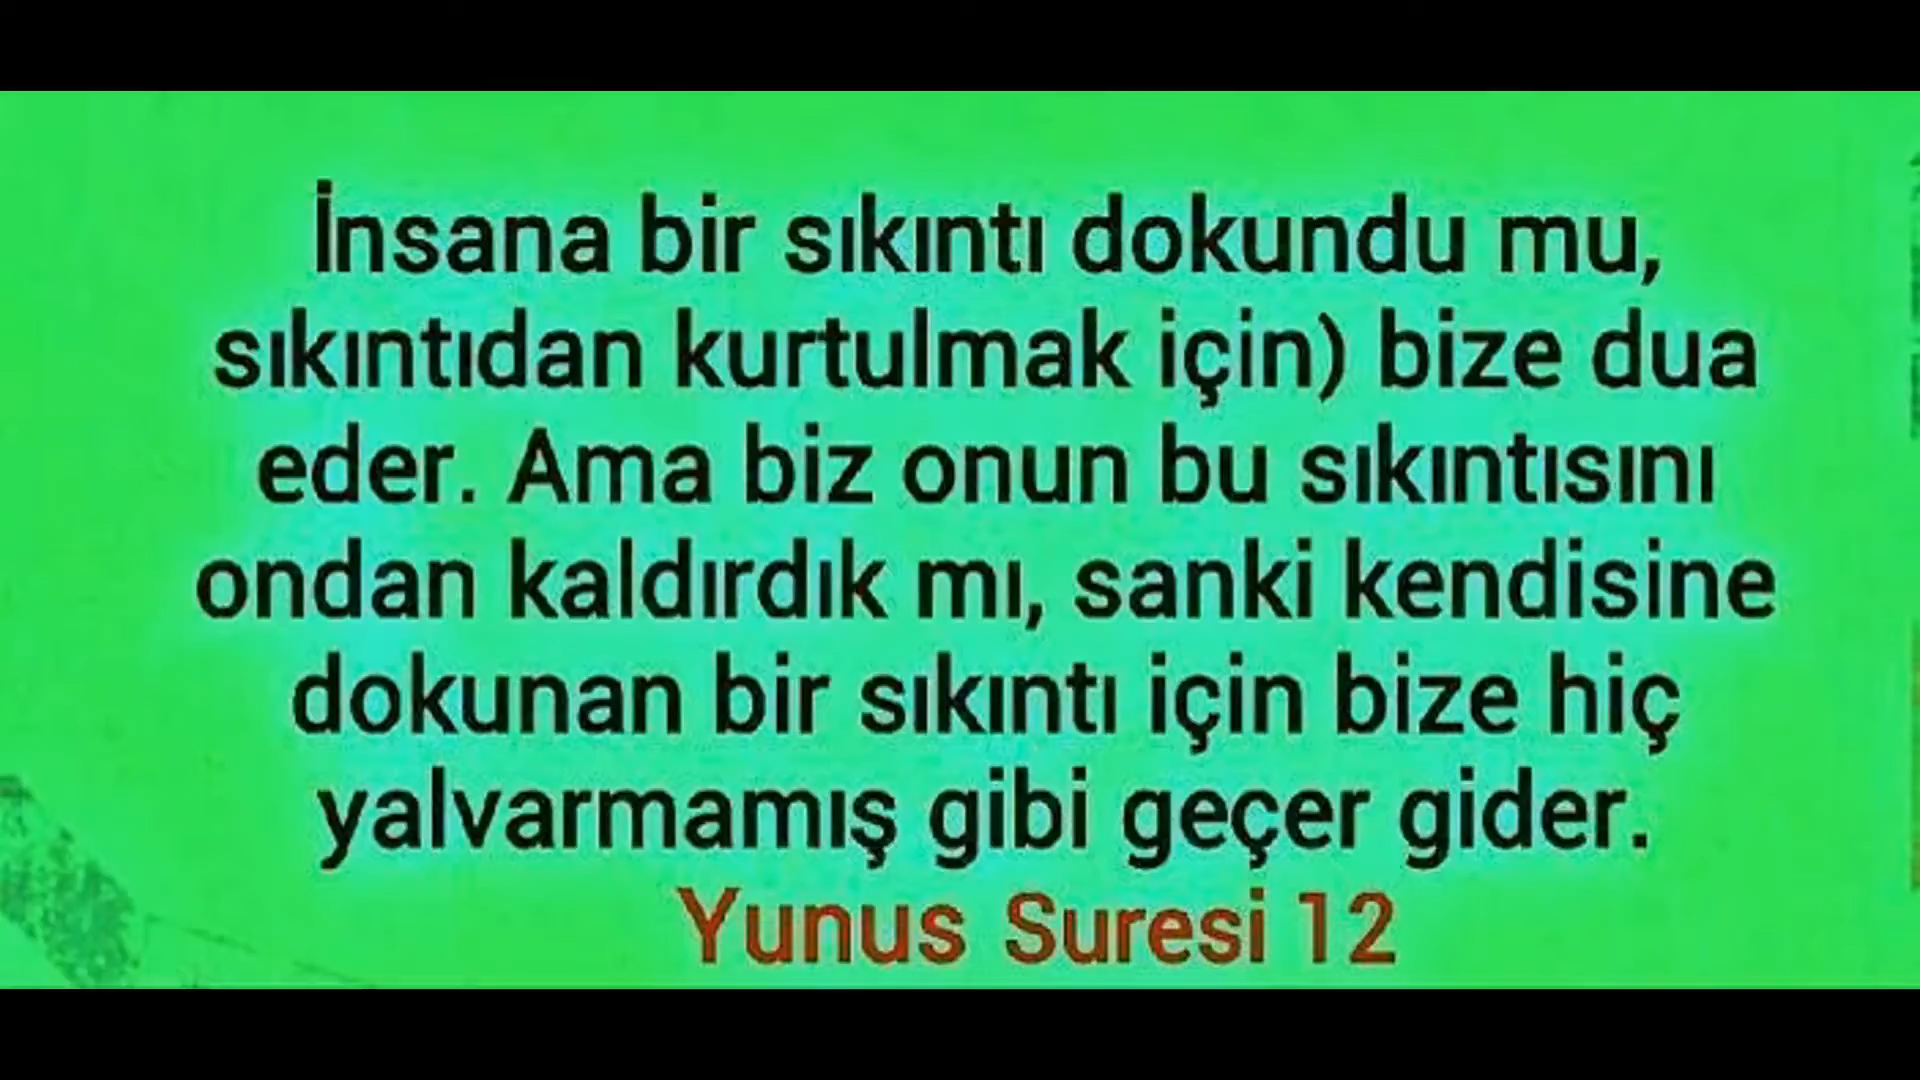 İnsana bir sıkıntı dokundu mu,
sıkıntıdan kurtulmak için) bize dua
eder. Ama biz onun bu sıkıntısını
ondan kaldırdık mı, sanki kendisine
dokunan bir sıkıntı için bize hiç
yalvarmamış gibi geçer gider.
Yunus Suresi 12